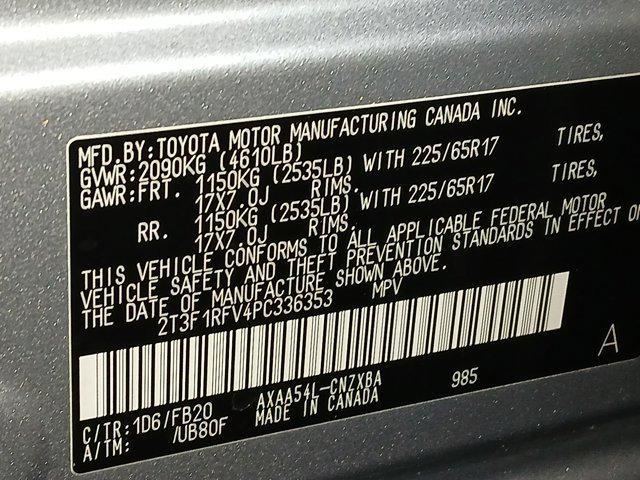 MFD.BY:TOYOTA MOTOR MANUFACTURING CANADA INC.
GVWR:2090KG (4610LB)
GAWR:FRT. 1150KG (2535LB) WITH 225/65R17 TIRES,
17X7.0J RIMS.
RR. 1150KG (2535LB) WITH 225/65R17 TIRES,
17X7.0J RIMS.
THIS VEHICLE CONFORMS TO ALL APPLICABLE FEDERAL MOTOR
VEHICLE SAFETY AND THEFT PREVENTION STANDARDS IN EFFECT ON
THE DATE OF MANUFACTURE SHOWN ABOVE.
2T3F1RFV4PC336353 MPV
A
C/TR:1D6/FB20 AXAA54L-CNZXBA 985
A/TM: /UB80F MADE IN CANADA